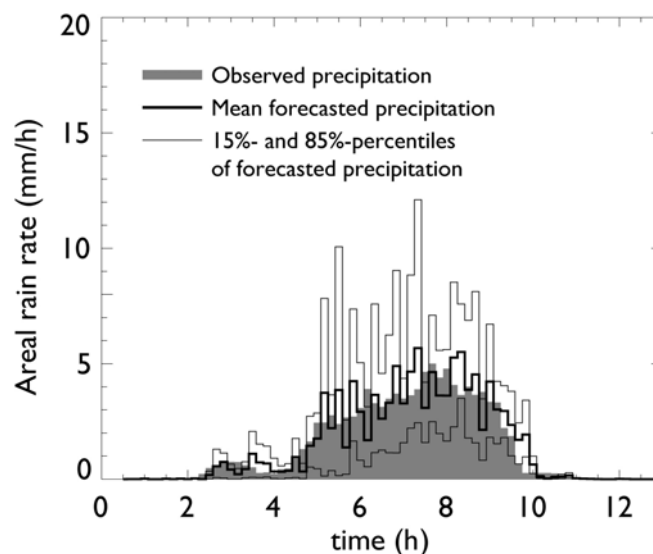 20
15
10
5
0
Areal rain rate (mm/h)
Observed precipitation
Mean forecasted precipitation
15%- and 85%-percentiles
of forecasted precipitation
0 2 4 6 8 10 12
time (h)